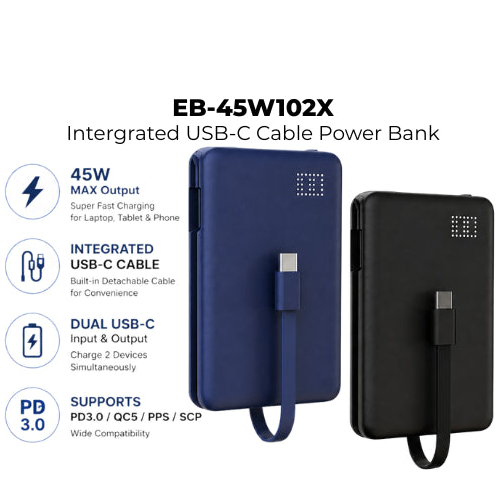 EB-45W102X
Intergrated USB-C Cable Power Bank
45W
MAX Output
Super Fast Charging
for Laptop, Tablet & Phone
INTEGRATED
USB-C CABLE
Built-in Detachable Cable
for Convenience
DUAL USB-C
Input & Output
Charge 2 Devices
Simultaneously
PD
3.0
SUPPORTS
PD3.0 / QC5 / PPS / SCP
Wide Compatibility